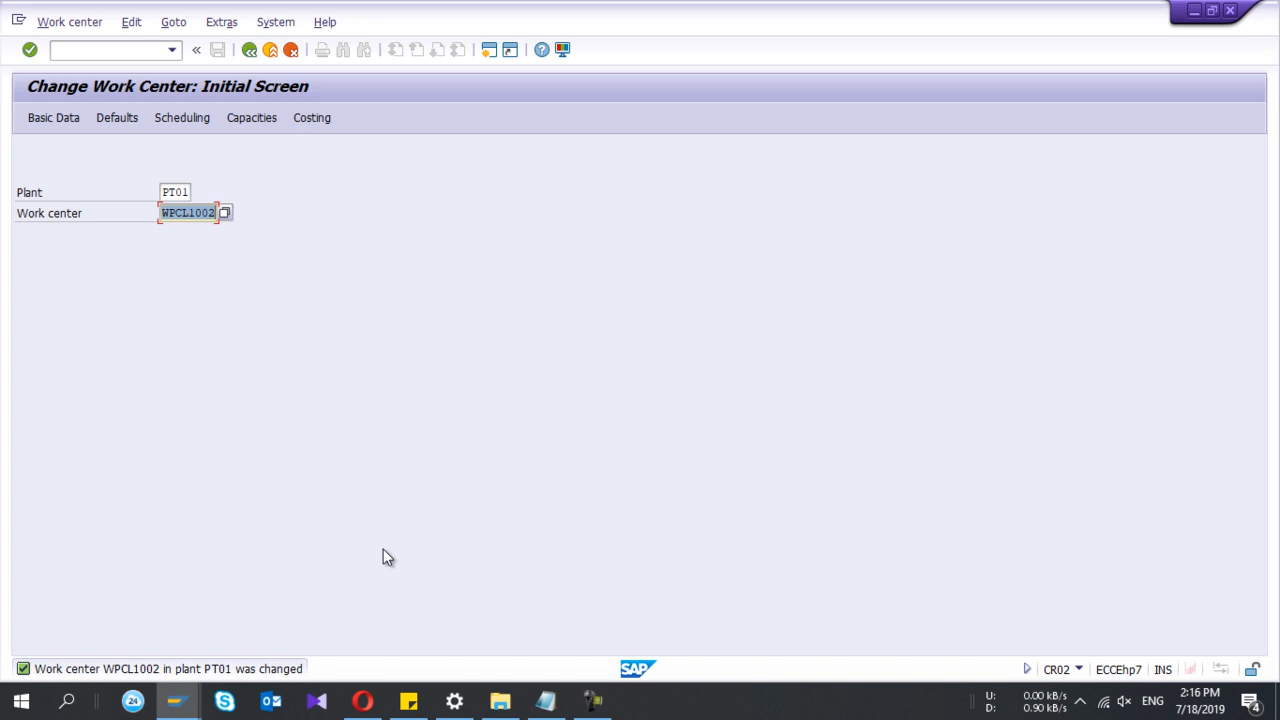 Work center Edit Goto Extras System Help
Change Work Center: Initial Screen
Basic Data Defaults Scheduling Capacities Costing
Plant PT01
Work center WPCL1002
Work center WPCL1002 in plant PT01 was changed
SAP
CR02 ECCEhp7 INS
24
U: 0.00 kB/s
D: 0.90 kB/s
ENG
2:16 PM
7/18/2019
4